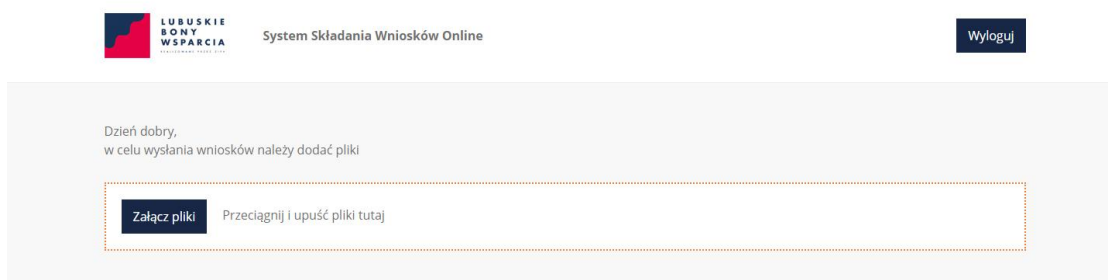 LUBUSKIE
BONY
WSPARCIA
System Składania Wniosków Online
Wyloguj
Dzień dobry,
w celu wysłania wniosków należy dodać pliki
Załącz pliki
Przeciągnij i upuść pliki tutaj